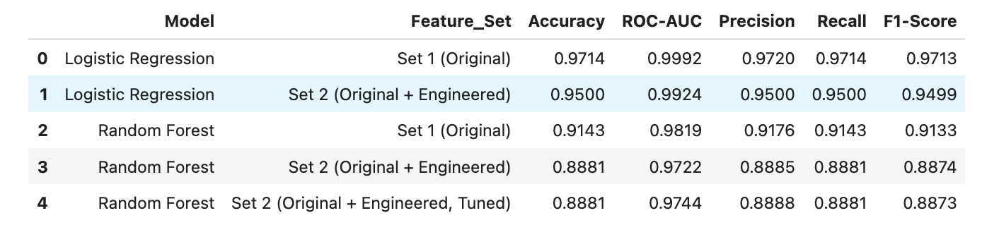 Model Feature_Set Accuracy ROC-AUC Precision Recall F1-Score
0 Logistic Regression Set 1 (Original) 0.9714 0.9992 0.9720 0.9714 0.9713
1 Logistic Regression Set 2 (Original + Engineered) 0.9500 0.9924 0.9500 0.9500 0.9499
2 Random Forest Set 1 (Original) 0.9143 0.9819 0.9176 0.9143 0.9133
3 Random Forest Set 2 (Original + Engineered) 0.8881 0.9722 0.8885 0.8881 0.8874
4 Random Forest Set 2 (Original + Engineered, Tuned) 0.8881 0.9744 0.8888 0.8881 0.8873